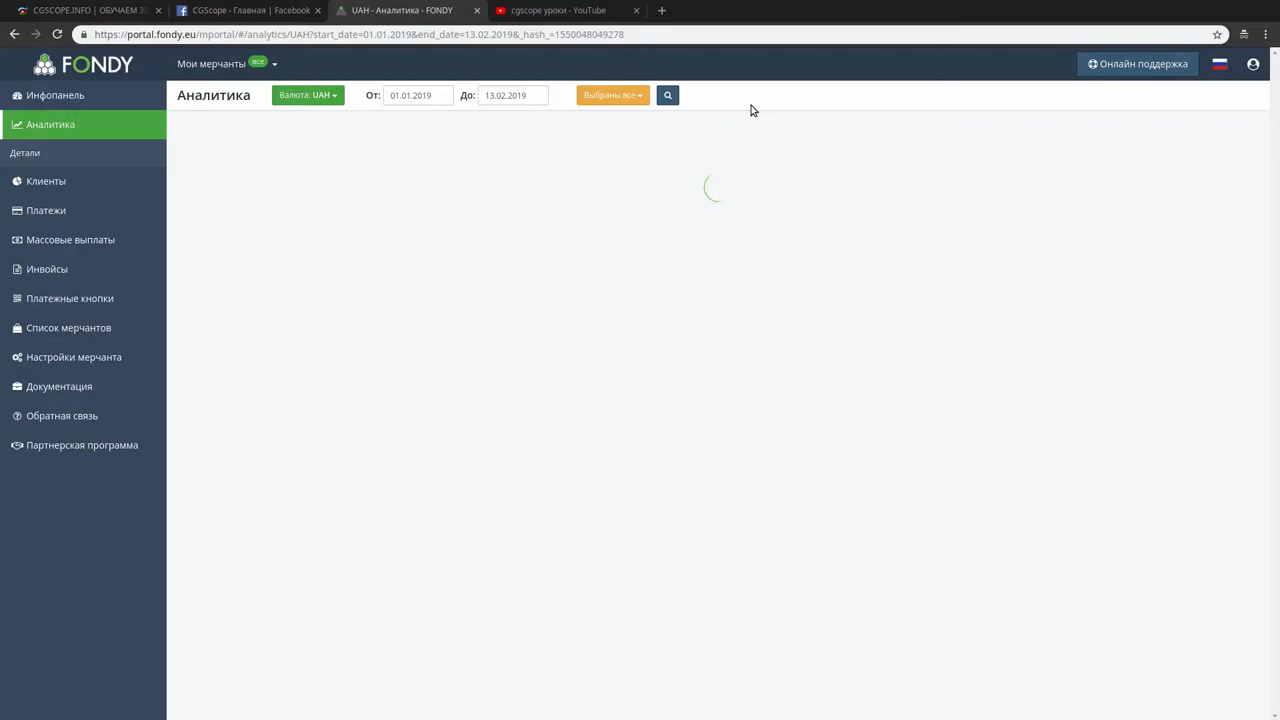 CGSCOPE.INFO | ОБУЧАЕМ 3D
CGScope - Главная | Facebook
UAH - Аналитика - FONDY
cgscope уроки - YouTube
https://portal.fondy.eu/mportal/#/analytics/UAH?start_date=01.01.2019&end_date=13.02.2019&_hash_=1550048049278
FONDY
Мои мерчанты все
Онлайн поддержка
Аналитика
Валюта: UAH
От: 01.01.2019
До: 13.02.2019
Выбраны все
Инфопанель
Аналитика
Детали
Клиенты
Платежи
Массовые выплаты
Инвойсы
Платежные кнопки
Список мерчантов
Настройки мерчанта
Документация
Обратная связь
Партнерская программа